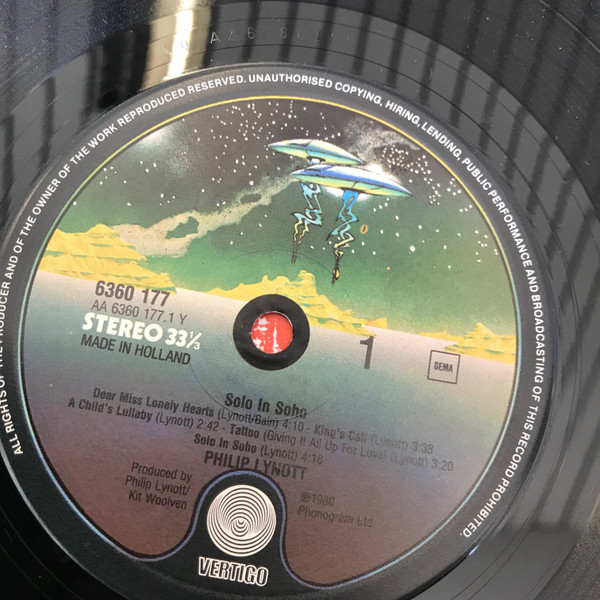 ALL RIGHTS OF THE PRODUCER AND OF THE OWNER OF THE WORK REPRODUCED RESERVED. UNAUTHORISED COPYING, HIRING, LENDING, PUBLIC PERFORMANCE AND BROADCASTING OF THIS RECORD PROHIBITED.
6360 177
AA 6360 177.1 Y
STEREO 33⅓
MADE IN HOLLAND
1
GEMA
Solo In Soho
Dear Miss Lonely Hearts (Lynott/Bain) 4:10 - King's Call (Lynott) 3:38
A Child's Lullaby (Lynott) 2:42 - Tattoo (Giving It All Up For Love) (Lynott) 3:20
Solo In Soho (Lynott) 4:16
PHILIP LYNOTT
Produced by
Philip Lynott/
Kit Woolven
℗1980
Phonogram Ltd
VERTIGO